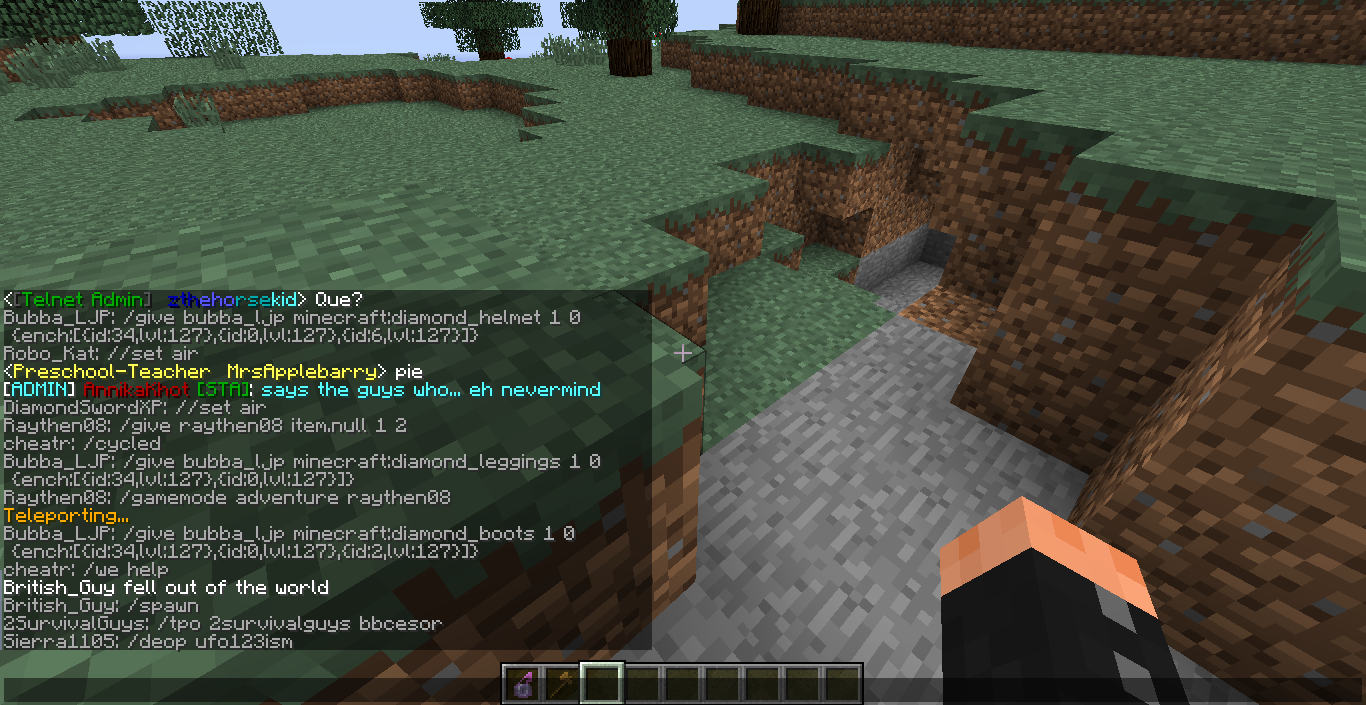 <[Telnet Admin] zthehorsekid> Que?
Bubba_LJP: /give bubba_ljp minecraft:diamond_helmet 1 0
{ench:[{id:34,lvl:127},{id:0,lvl:127},{id:6,lvl:127}]}
Robo_Kat: //set air
<Preschool-Teacher MrsApplebarry> pie
[ADMIN] AnnikaKhot [STA]: says the guys who... eh nevermind
DiamondSwordXP: //set air
Raythen08: /give raythen08 item.null 1 2
cheatr: /cycled
Bubba_LJP: /give bubba_ljp minecraft:diamond_leggings 1 0
{ench:[{id:34,lvl:127},{id:0,lvl:127}]}
Raythen08: /gamemode adventure raythen08
Teleporting...
Bubba_LJP: /give bubba_ljp minecraft:diamond_boots 1 0
{ench:[{id:34,lvl:127},{id:0,lvl:127},{id:2,lvl:127}]}
cheatr: /we help
British_Guy fell out of the world
British_Guy: /spawn
2SurvivalGuys: /tpo 2survivalguys bbcesor
Sierra1105: /deop ufo123ism